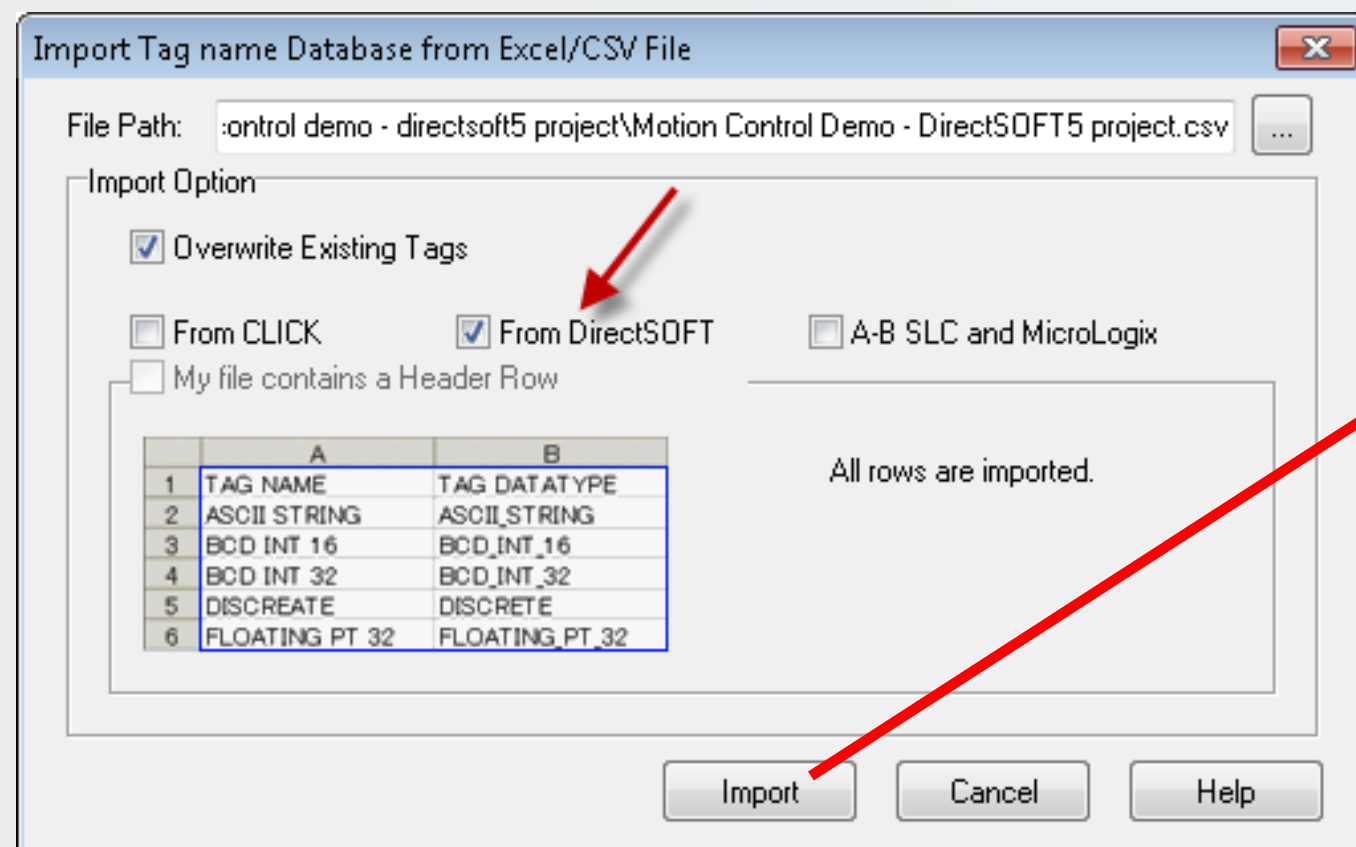 Import Tag name Database from Excel/CSV File
File Path: :ontrol demo - directsoft5 project\Motion Control Demo - DirectSOFT5 project.csv ...
Import Option
Overwrite Existing Tags
From CLICK From DirectSOFT A-B SLC and MicroLogix
My file contains a Header Row
A B
1 TAG NAME TAG DATATYPE
2 ASCII STRING ASCII_STRING
3 BCD INT 16 BCD_INT_16
4 BCD INT 32 BCD_INT_32
5 DISCREATE DISCRETE
6 FLOATING PT 32 FLOATING_PT_32
All rows are imported.
Import Cancel Help